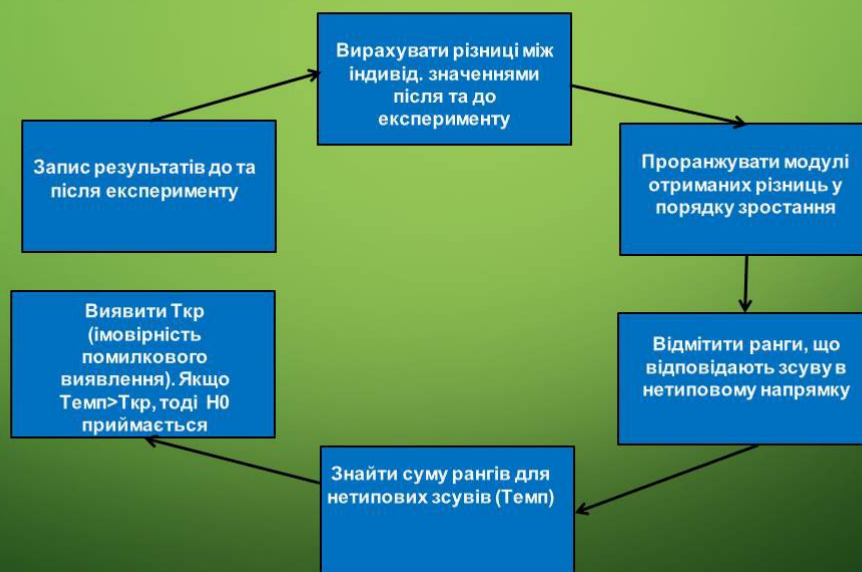 Запис результатів до та
після експерименту
Вирахувати різниці між
індивід. значеннями
після та до
експерименту
Проранжувати модулі
отриманих різниць у
порядку зростання
Відмітити ранги, що
відповідають зсуву в
нетиповому напрямку
Знайти суму рангів для
нетипових зсувів (Темп)
Виявити Ткр
(імовірність
помилкового
виявлення). Якщо
Темп>Ткр, тоді Н0
приймається